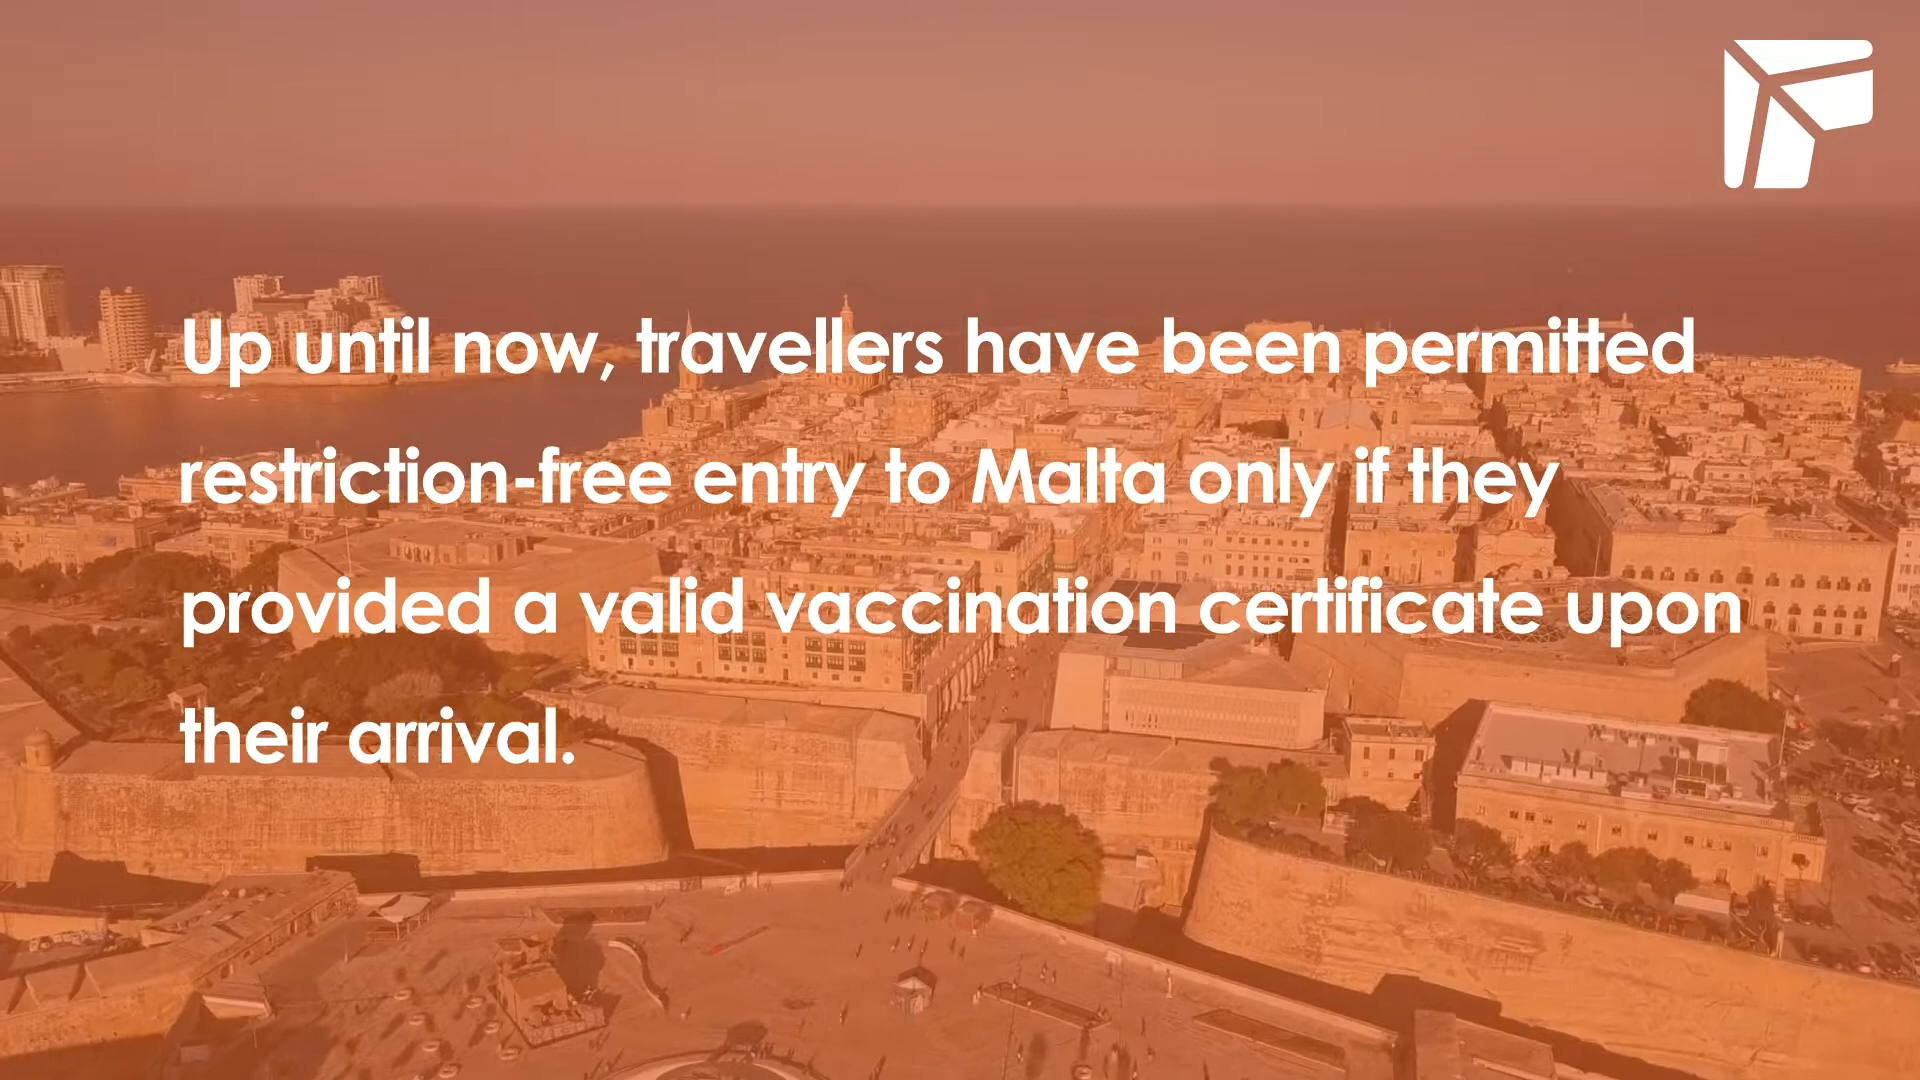 Up until now, travellers have been permitted
restriction-free entry to Malta only if they
provided a valid vaccination certificate upon
their arrival.